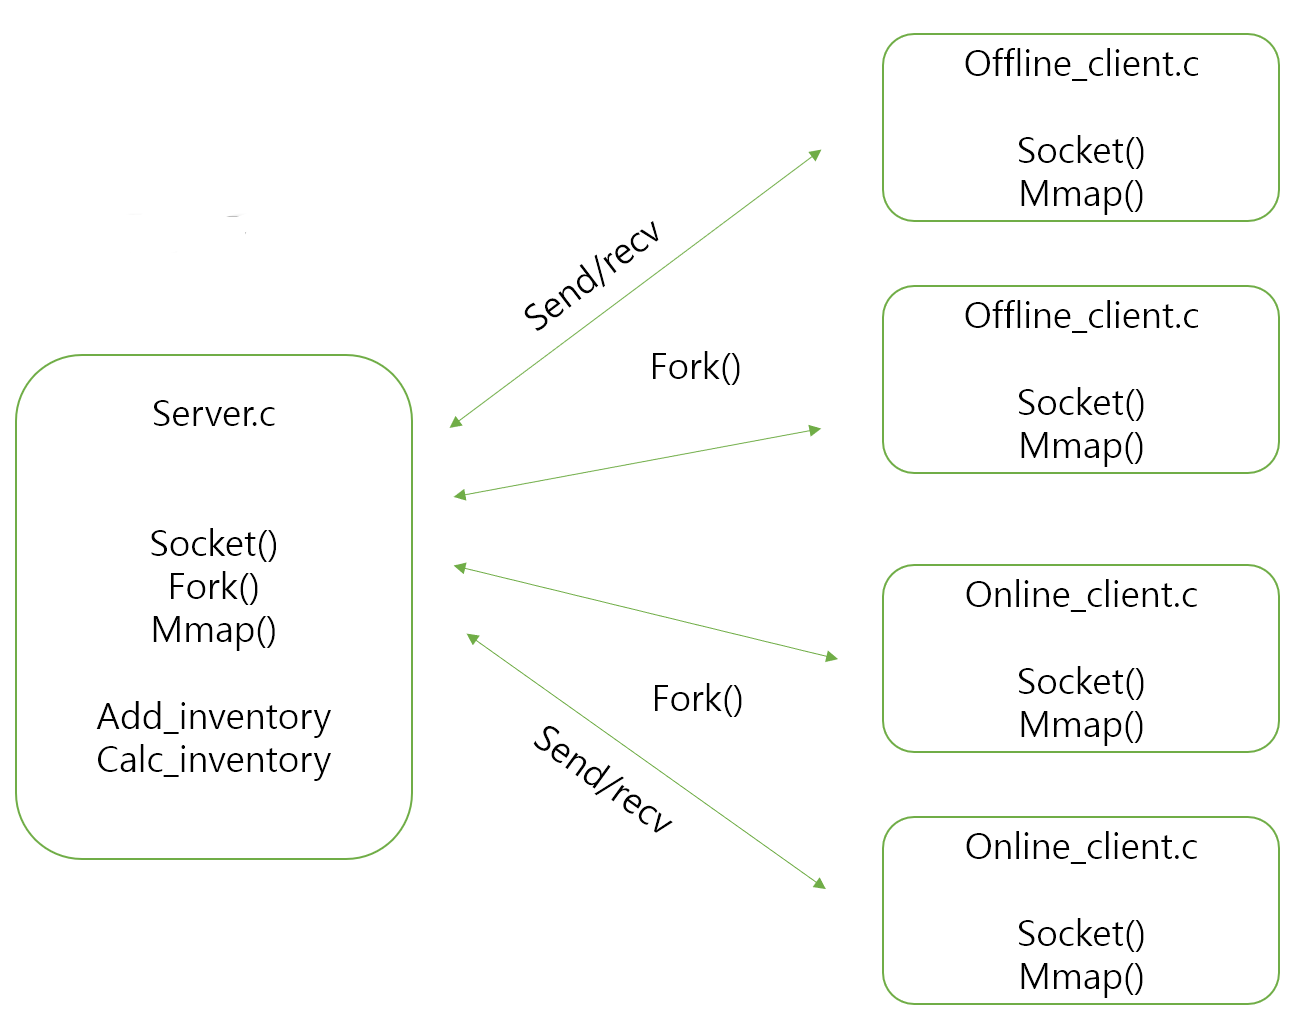 Server.c
Socket()
Fork()
Mmap()
Add_inventory
Calc_inventory
Send/recv
Fork()
Fork()
Send/recv
Offline_client.c
Socket()
Mmap()
Offline_client.c
Socket()
Mmap()
Online_client.c
Socket()
Mmap()
Online_client.c
Socket()
Mmap()